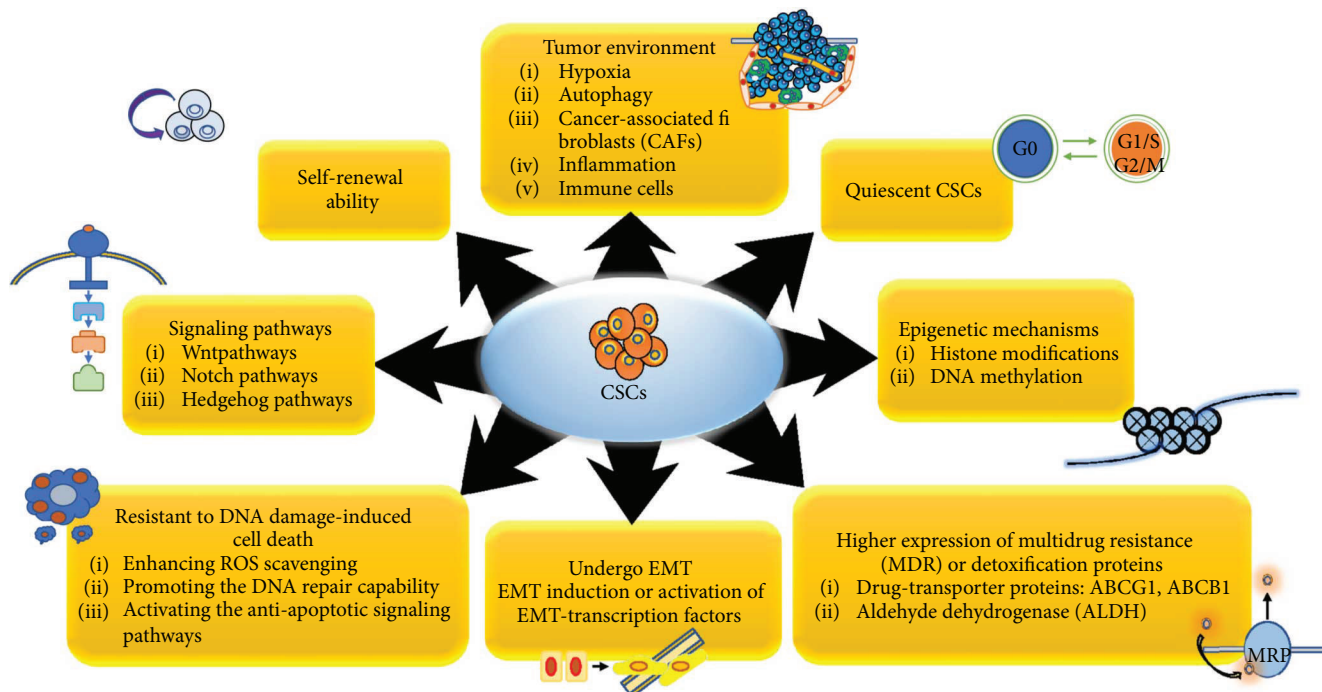 Tumor environment
(i) Hypoxia
(ii) Autophagy
(iii) Cancer-associated fi
broblasts (CAFs)
(iv) Inflammation
(v) Immune cells
Self-renewal
ability
G0
G1/S
G2/M
Quiescent CSCs
Signaling pathways
(i) Wntpathways
(ii) Notch pathways
(iii) Hedgehog pathways
CSCs
Epigenetic mechanisms
(i) Histone modifications
(ii) DNA methylation
Resistant to DNA damage-induced
cell death
(i) Enhancing ROS scavenging
(ii) Promoting the DNA repair capability
(iii) Activating the anti-apoptotic signaling
pathways
Undergo EMT
EMT induction or activation of
EMT-transcription factors
Higher expression of multidrug resistance
(MDR) or detoxification proteins
(i) Drug-transporter proteins: ABCG1, ABCB1
(ii) Aldehyde dehydrogenase (ALDH)
MRP